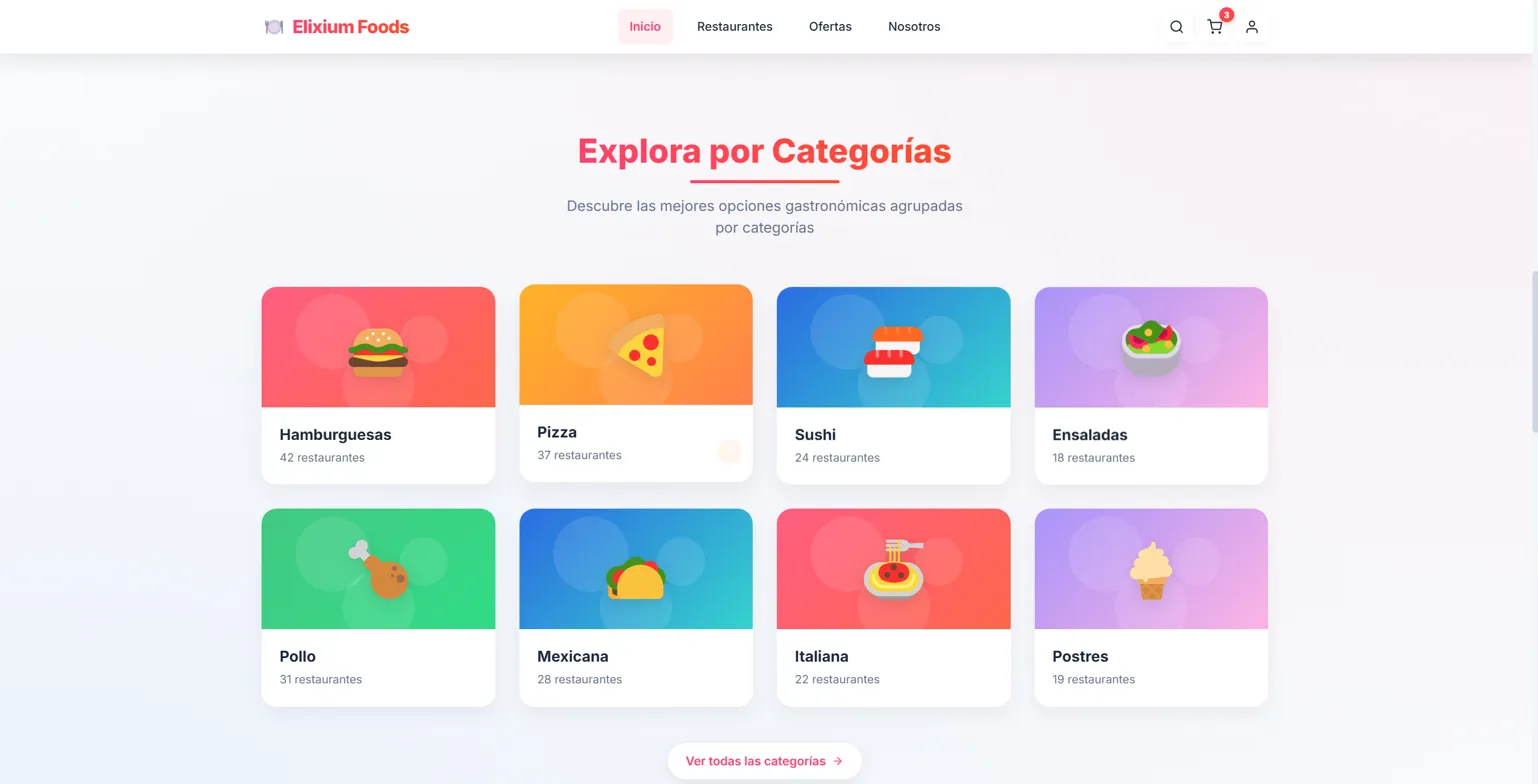 Elixium Foods
Inicio
Restaurantes
Ofertas
Nosotros
3
Explora por Categorías
Descubre las mejores opciones gastronómicas agrupadas
por categorías
Hamburguesas
42 restaurantes
Pizza
37 restaurantes
Sushi
24 restaurantes
Ensaladas
18 restaurantes
Pollo
31 restaurantes
Mexicana
28 restaurantes
Italiana
22 restaurantes
Postres
19 restaurantes
Ver todas las categorías →